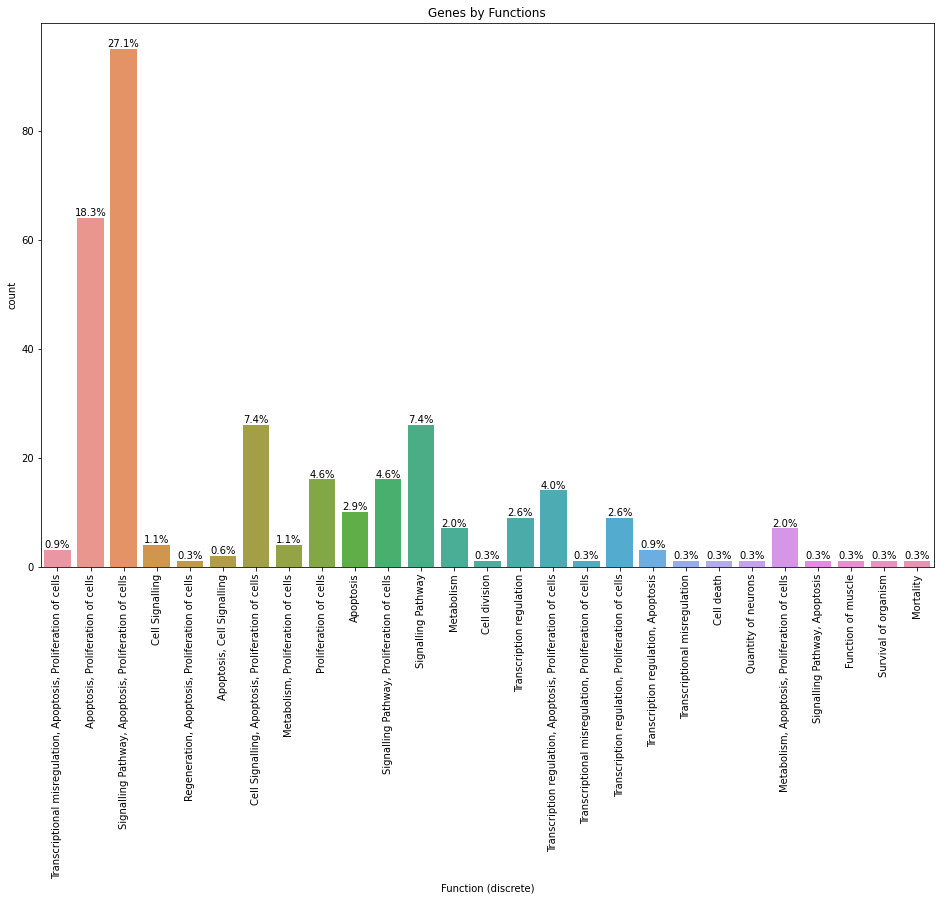 Genes by Functions
count
80
60
40
20
0
0.9%
18.3%
27.1%
1.1%
0.3%
0.6%
7.4%
1.1%
4.6%
2.9%
4.6%
7.4%
2.0%
0.3%
2.6%
4.0%
0.3%
2.6%
0.9%
0.3%
0.3%
0.3%
2.0%
0.3%
0.3%
0.3%
0.3%
Transcriptional misregulation, Apoptosis, Proliferation of cells
Apoptosis, Proliferation of cells
Signalling Pathway, Apoptosis, Proliferation of cells
Cell Signalling
Regeneration, Apoptosis, Proliferation of cells
Apoptosis, Cell Signalling
Cell Signalling, Apoptosis, Proliferation of cells
Metabolism, Proliferation of cells
Proliferation of cells
Apoptosis
Signalling Pathway, Proliferation of cells
Signalling Pathway
Metabolism
Cell division
Transcription regulation
Transcription regulation, Apoptosis, Proliferation of cells
Transcriptional misregulation, Proliferation of cells
Transcription regulation, Proliferation of cells
Transcription regulation, Apoptosis
Transcriptional misregulation
Cell death
Quantity of neurons
Metabolism, Apoptosis, Proliferation of cells
Signalling Pathway, Apoptosis
Function of muscle
Survival of organism
Mortality
Function (discrete)